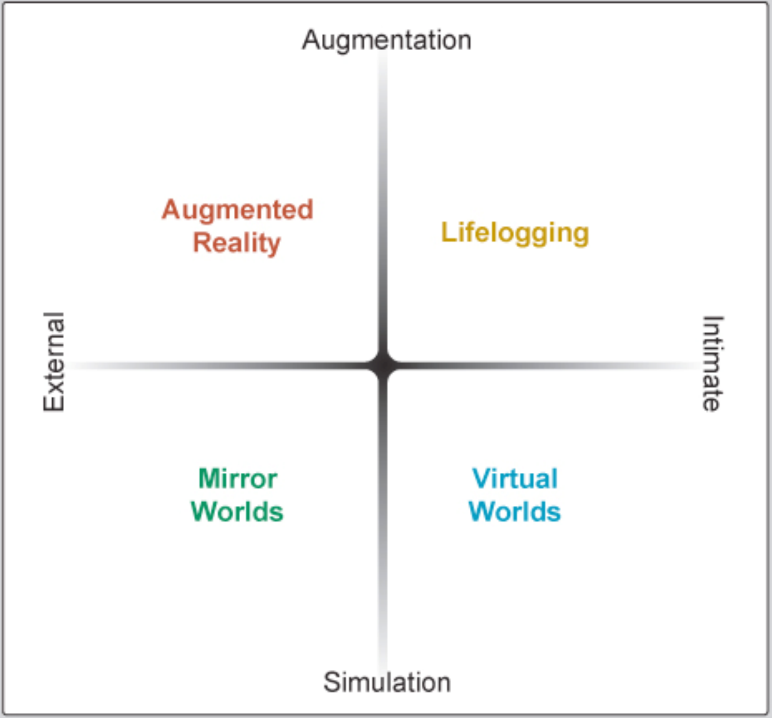 Augmentation
Augmented
Reality
Lifelogging
External
Intimate
Mirror
Worlds
Virtual
Worlds
Simulation